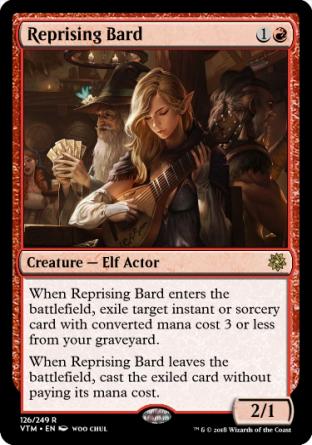 Reprising Bard 1
Creature — Elf Actor
When Reprising Bard enters the
battlefield, exile target instant or sorcery
card with converted mana cost 3 or less
from your graveyard.
When Reprising Bard leaves the
battlefield, cast the exiled card without
paying its mana cost.
2/1
126/249 R
VTM • EN WOO CHUL
™ & © 2018 Wizards of the Coast